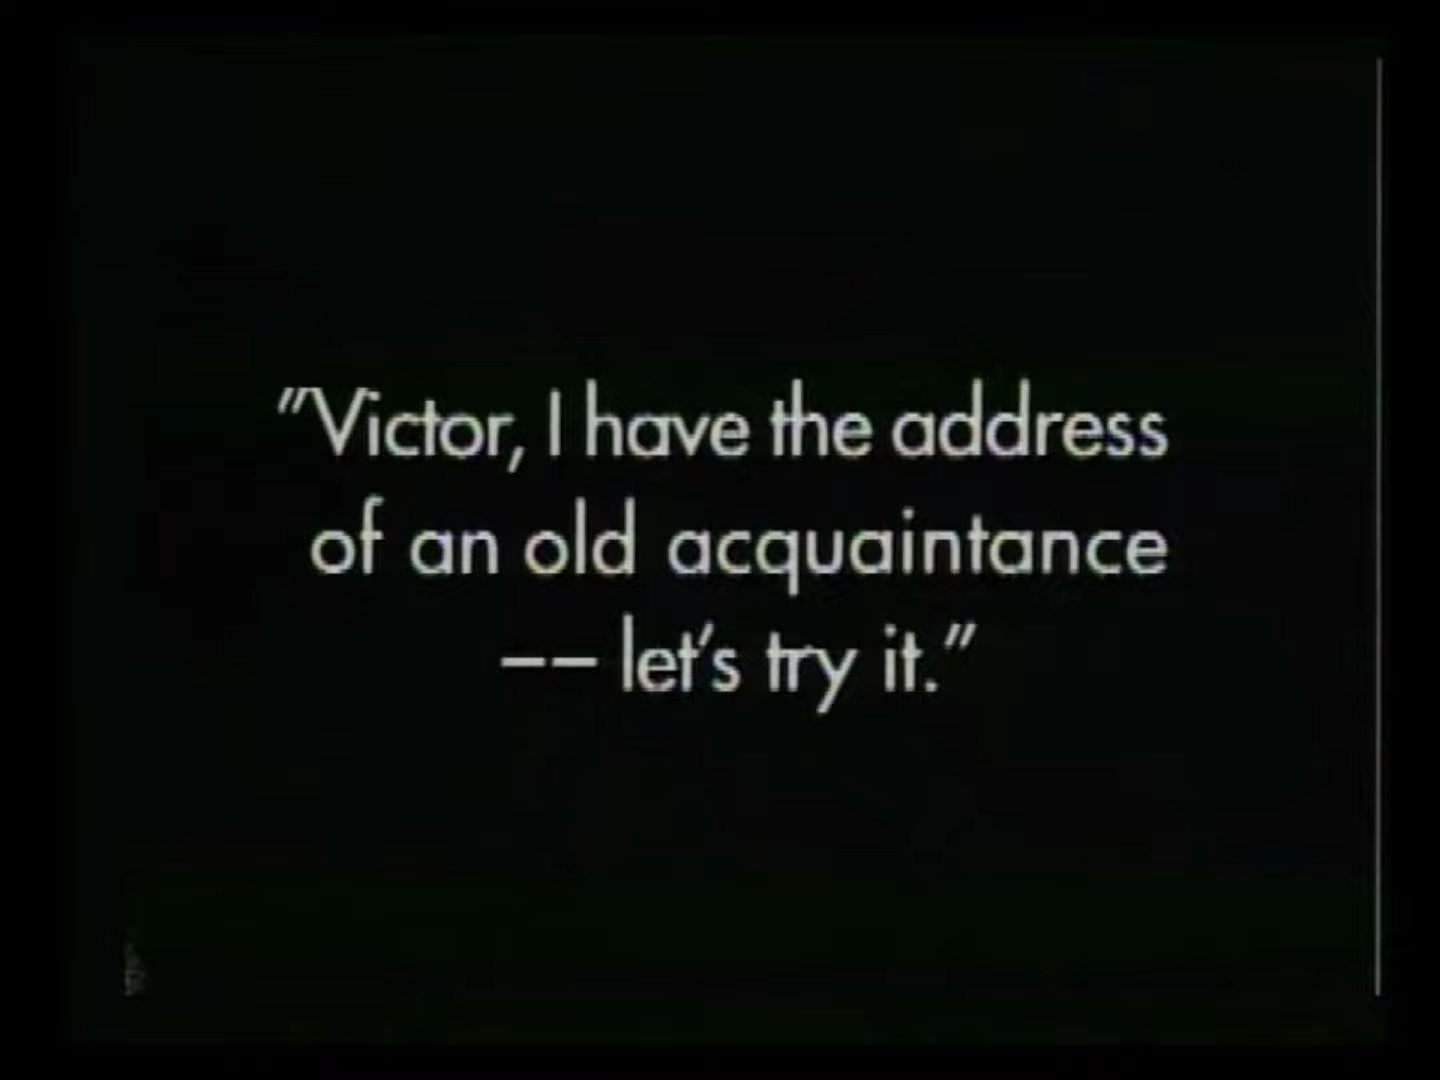 "Victor, I have the address
of an old acquaintance
-- let's try it."